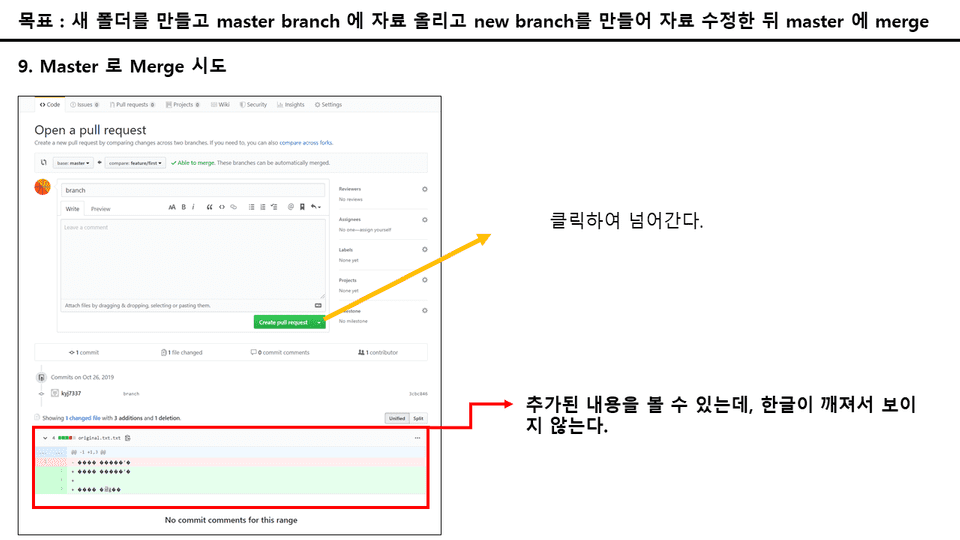 목표 : 새 폴더를 만들고 master branch 에 자료 올리고 new branch를 만들어 자료 수정한 뒤 master 에 merge
9. Master 로 Merge 시도
Code Issues 0 Pull requests 0 Projects 0 Wiki Security Insights Settings
Open a pull request
Create a new pull request by comparing changes across two branches. If you need to, you can also compare across forks.
base: master compare: feature/first Able to merge. These branches can be automatically merged.
branch
Write Preview
Leave a comment
Attach files by dragging & dropping, selecting or pasting them.
Create pull request
Reviewers
No reviews
Assignees
No one—assign yourself
Labels
None yet
Projects
None yet
No milestone
클릭하여 넘어간다.
1 commit 1 file changed 0 commit comments 1 contributor
Commits on Oct 26, 2019
kyj7337 branch
Showing 1 changed file with 3 additions and 1 deletion. Unified Split
4 original.txt.txt
추가된 내용을 볼 수 있는데, 한글이 깨져서 보이
지 않는다.
No commit comments for this range